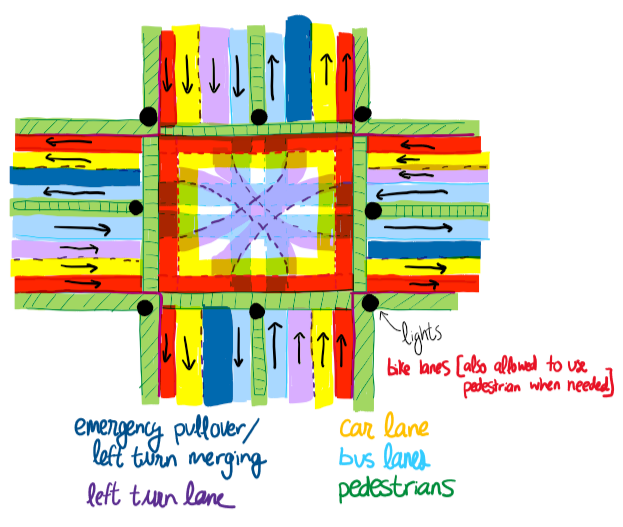 lights
bike lanes [also allowed to use
pedestrian when needed]
emergency pullover/
left turn merging
left turn lane
car lane
bus lanes
pedestrians